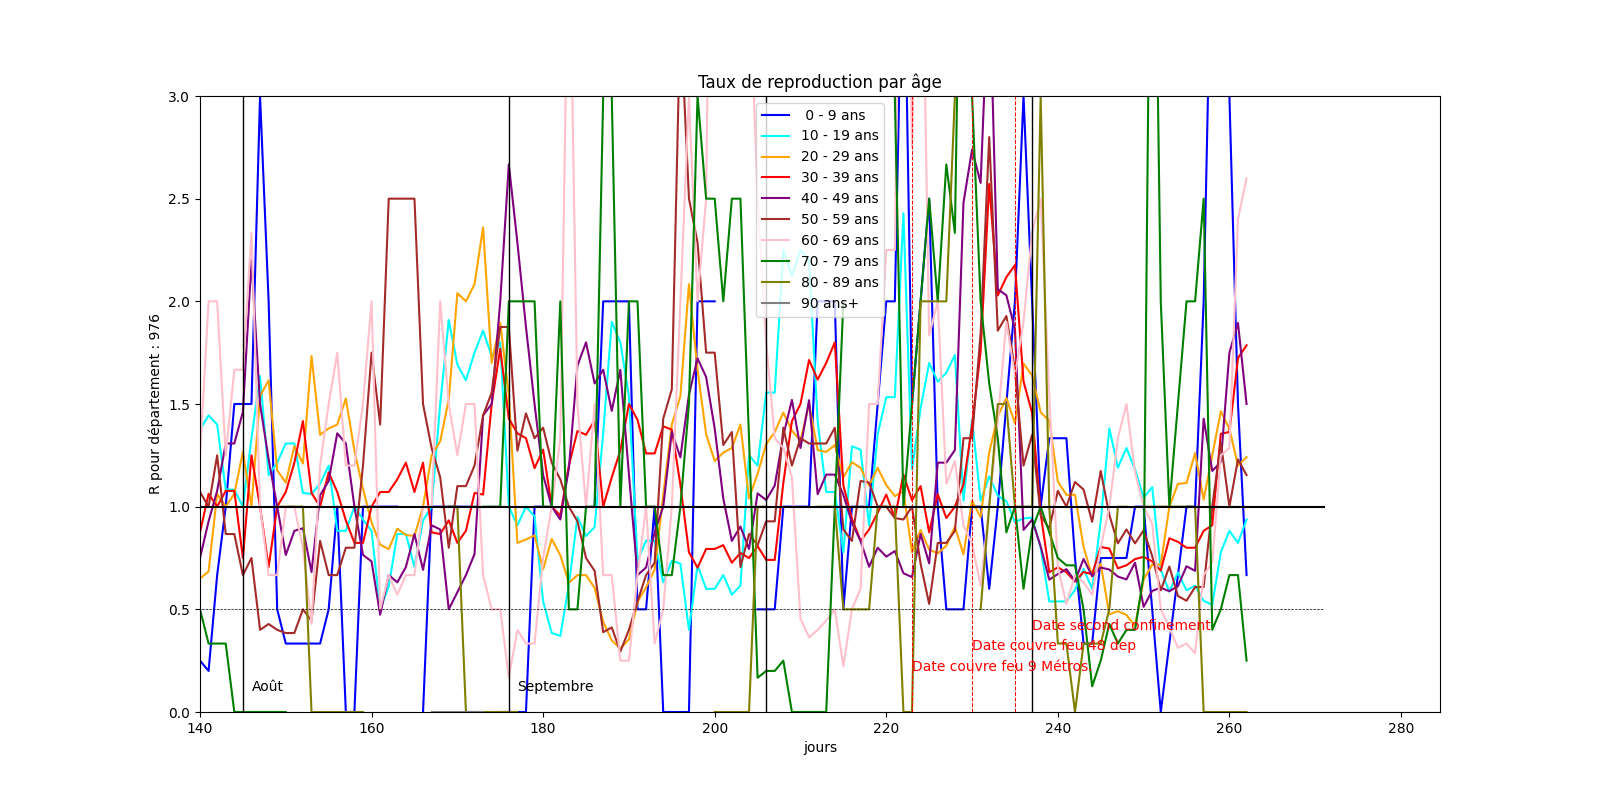 Taux de reproduction par âge
3.0
2.5
2.0
1.5
1.0
0.5
0.0
R pour département : 976
0 - 9 ans
10 - 19 ans
20 - 29 ans
30 - 39 ans
40 - 49 ans
50 - 59 ans
60 - 69 ans
70 - 79 ans
80 - 89 ans
90 ans+
Date second confinement
Date couvre feu 48 dep
Date couvre feu 9 Métros
Août
Septembre
140
160
180
200
220
240
260
280
jours